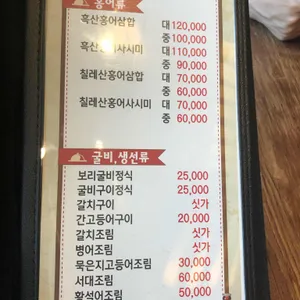 홍어류
흑산홍어삼합 대 120,000
중 100,000
흑산홍어사시미 대 110,000
중 90,000
칠레산홍어삼합 대 70,000
중 60,000
칠레산홍어사시미 대 70,000
중 60,000
굴비,생선류
보리굴비정식 25,000
굴비구이정식 25,000
갈치구이 싯가
간고등어구이 20,000
갈치조림 싯가
병어조림 싯가
묵은지고등어조림 30,000
서대조림 60,000
황석어조림 50,000